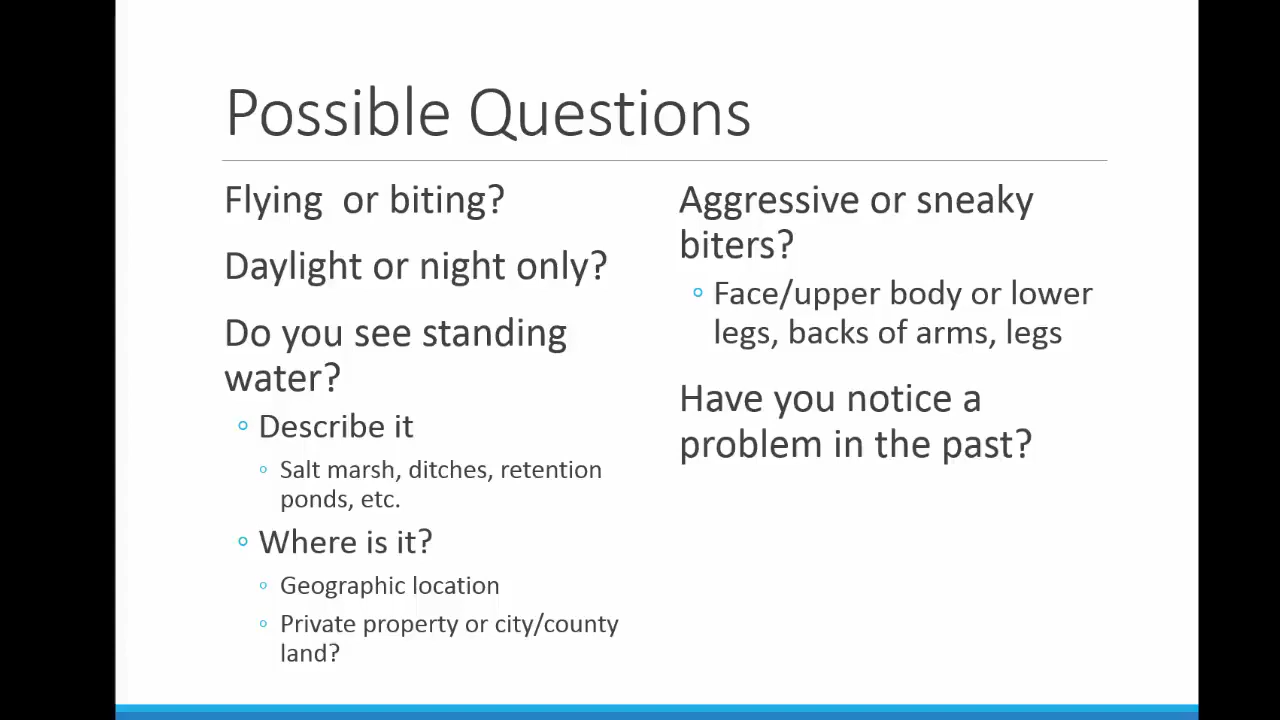 Possible Questions
Flying  or biting?
Daylight or night only?
Do you see standing
water?
◦ Describe it
◦ Salt marsh, ditches, retention
ponds, etc.
◦ Where is it?
◦ Geographic location
◦ Private property or city/county
land?
Aggressive or sneaky
biters?
◦ Face/upper body or lower
legs, backs of arms, legs
Have you notice a
problem in the past?